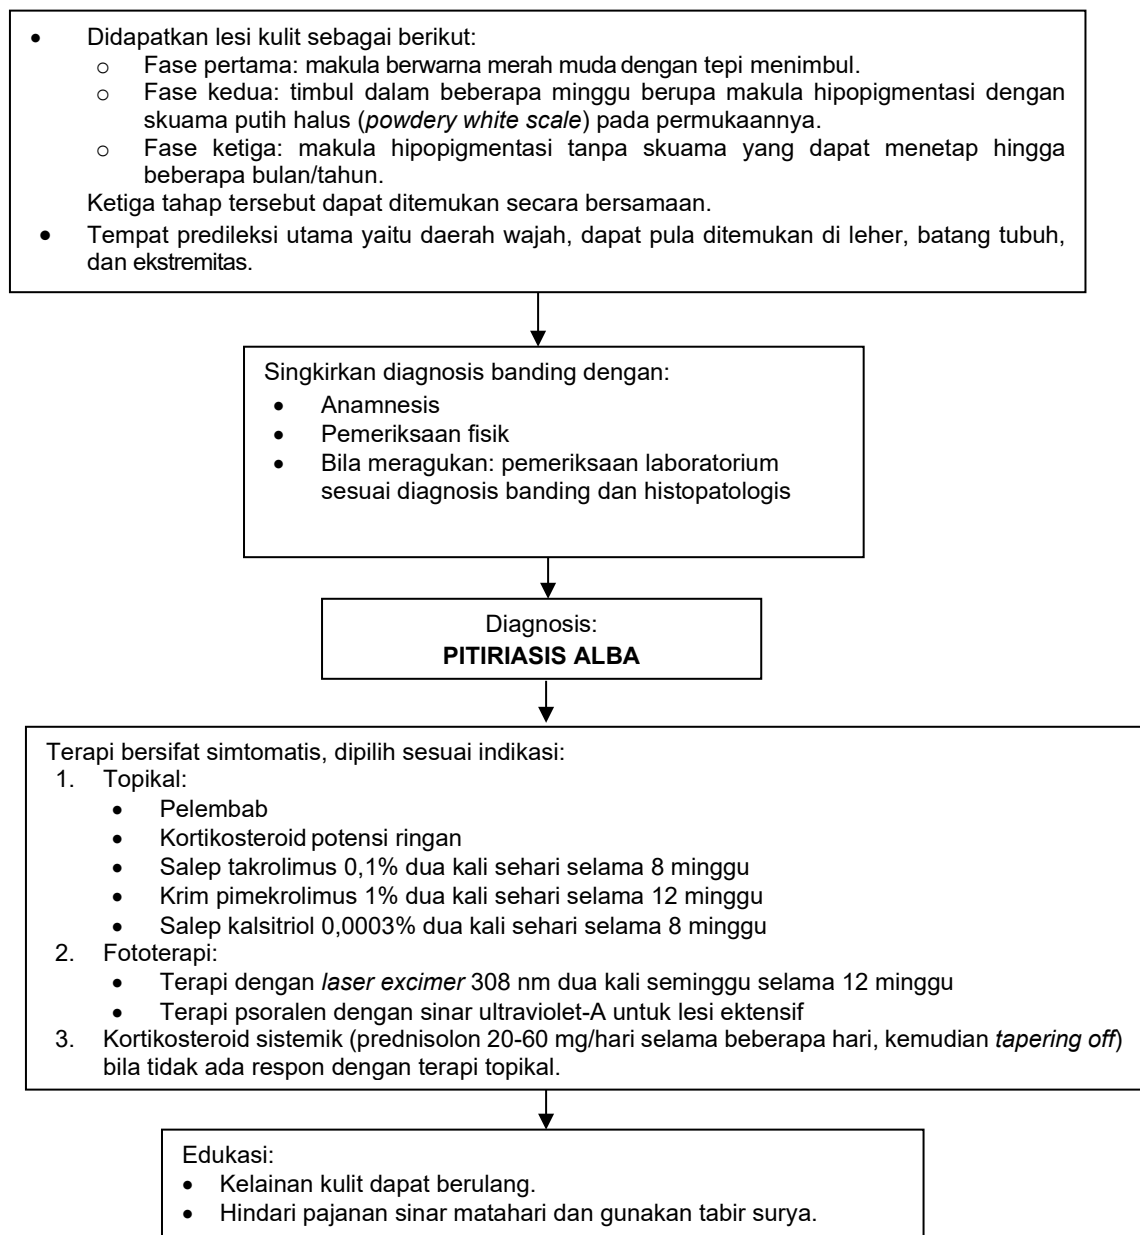 • Didapatkan lesi kulit sebagai berikut:
o Fase pertama: makula berwarna merah muda dengan tepi menimbul.
o Fase kedua: timbul dalam beberapa minggu berupa makula hipopigmentasi dengan
skuama putih halus (powdery white scale) pada permukaannya.
o Fase ketiga: makula hipopigmentasi tanpa skuama yang dapat menetap hingga
beberapa bulan/tahun.
Ketiga tahap tersebut dapat ditemukan secara bersamaan.
• Tempat predileksi utama yaitu daerah wajah, dapat pula ditemukan di leher, batang tubuh,
dan ekstremitas.
Singkirkan diagnosis banding dengan:
• Anamnesis
• Pemeriksaan fisik
• Bila meragukan: pemeriksaan laboratorium
sesuai diagnosis banding dan histopatologis
Diagnosis:
PITIRIASIS ALBA
Terapi bersifat simtomatis, dipilih sesuai indikasi:
1. Topikal:
• Pelembab
• Kortikosteroid potensi ringan
• Salep takrolimus 0,1% dua kali sehari selama 8 minggu
• Krim pimekrolimus 1% dua kali sehari selama 12 minggu
• Salep kalsitriol 0,0003% dua kali sehari selama 8 minggu
2. Fototerapi:
• Terapi dengan laser excimer 308 nm dua kali seminggu selama 12 minggu
• Terapi psoralen dengan sinar ultraviolet-A untuk lesi ektensif
3. Kortikosteroid sistemik (prednisolon 20-60 mg/hari selama beberapa hari, kemudian tapering off)
bila tidak ada respon dengan terapi topikal.
Edukasi:
• Kelainan kulit dapat berulang.
• Hindari pajanan sinar matahari dan gunakan tabir surya.